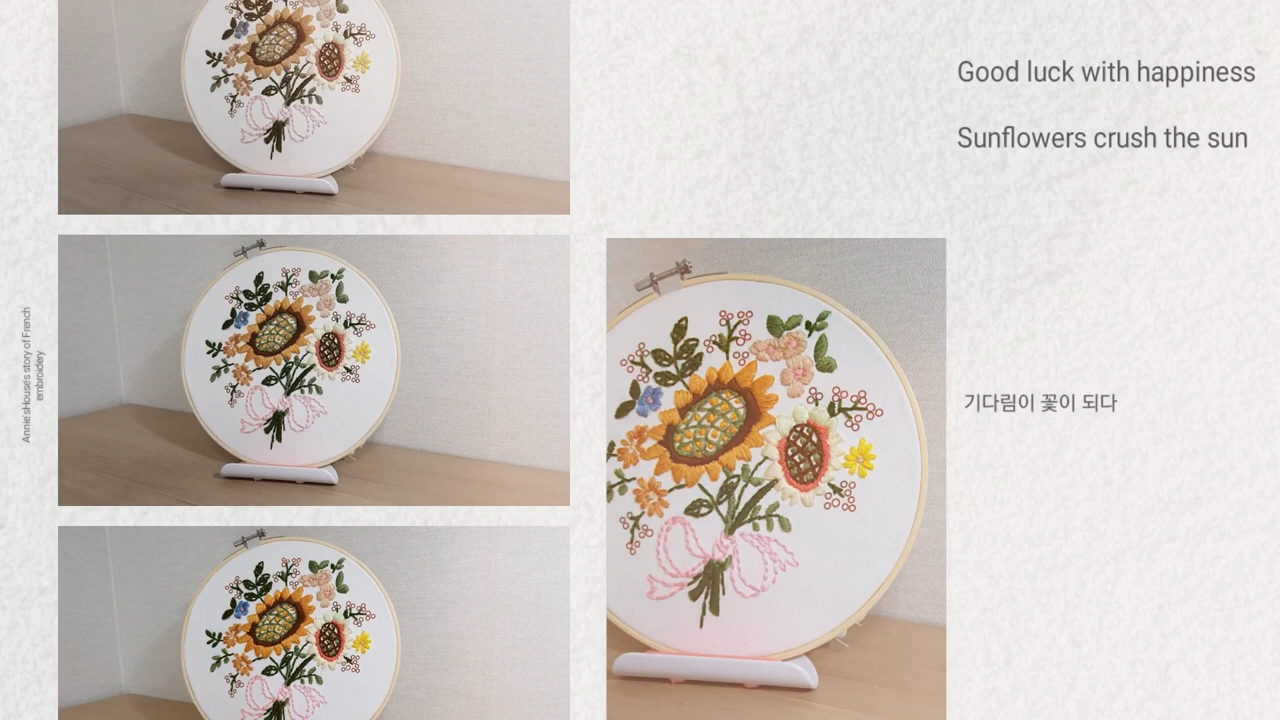 Good luck with happiness
Sunflowers crush the sun
기다림이 꽃이 되다
Annie'sHouse's story of French
embroidery